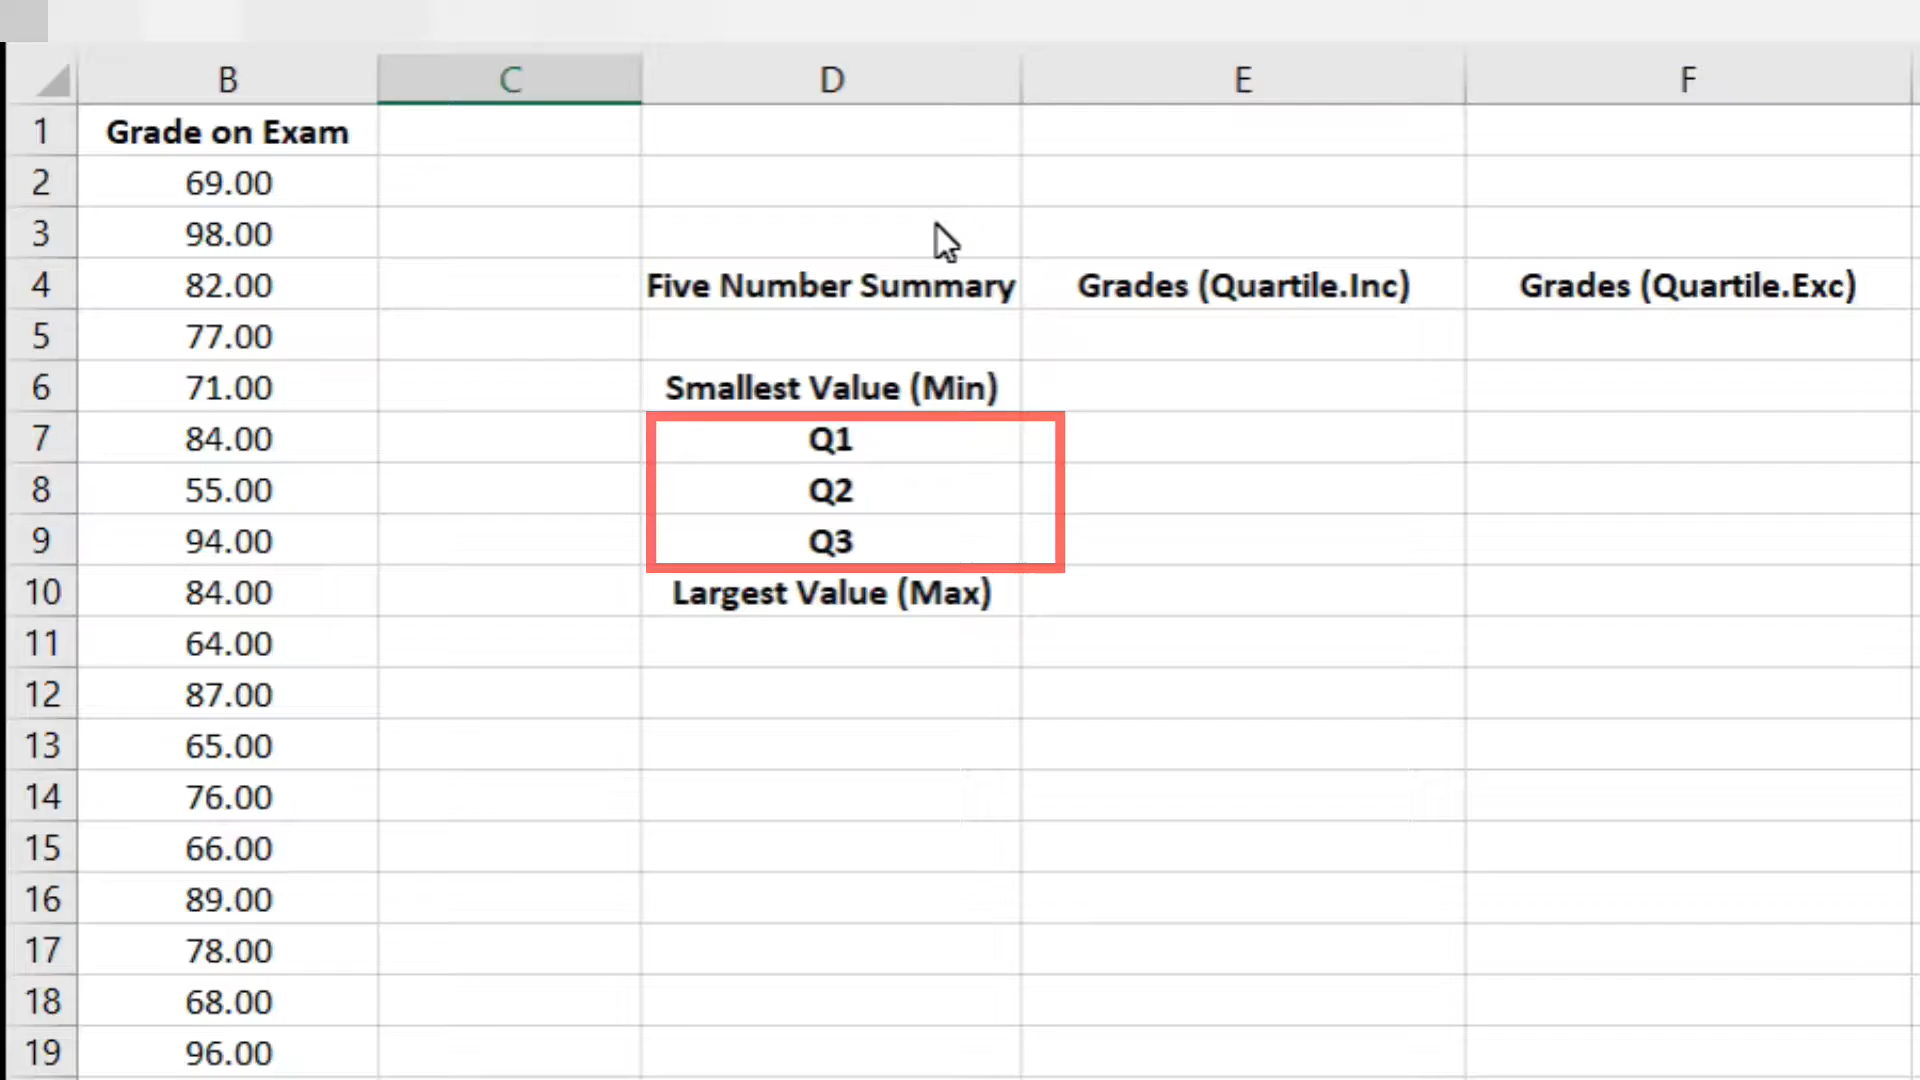 B C D E F
1 Grade on Exam
2 69.00
3 98.00
4 82.00 Five Number Summary Grades (Quartile.Inc) Grades (Quartile.Exc)
5 77.00
6 71.00 Smallest Value (Min)
7 84.00 Q1
8 55.00 Q2
9 94.00 Q3
10 84.00 Largest Value (Max)
11 64.00
12 87.00
13 65.00
14 76.00
15 66.00
16 89.00
17 78.00
18 68.00
19 96.00